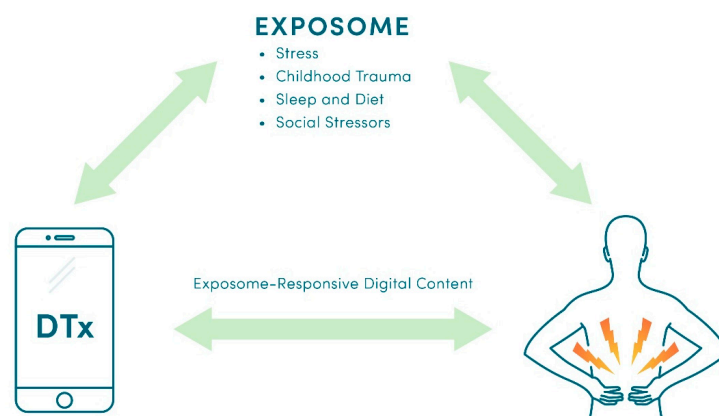 EXPOSOME
• Stress
• Childhood Trauma
• Sleep and Diet
• Social Stressors
Exposome-Responsive Digital Content
DTx